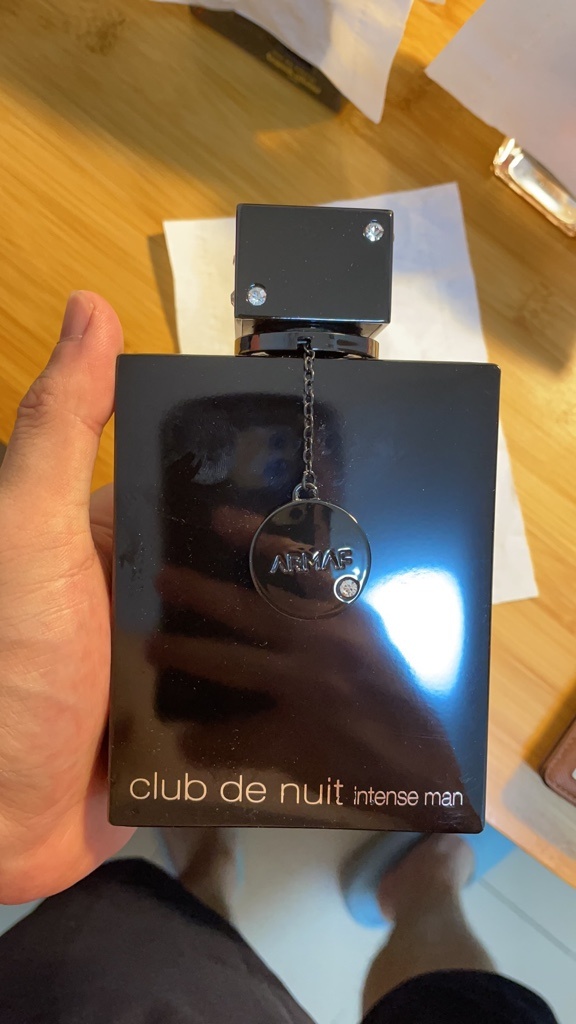 ARMAF
club de nuit intense man